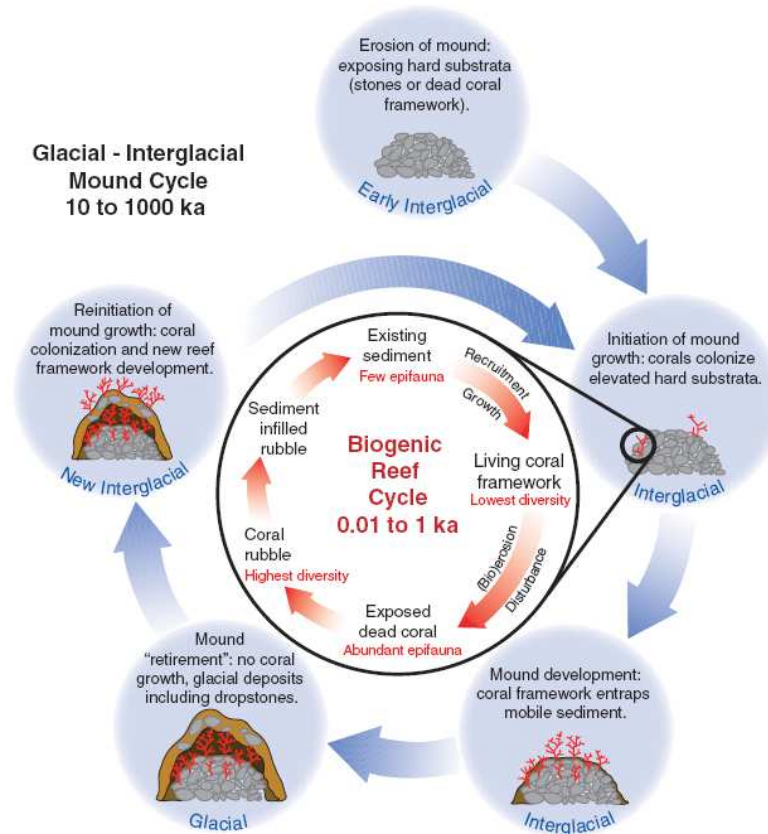 Erosion of mound:
exposing hard substrata
(stones or dead coral
framework).
Early Interglacial
Glacial - Interglacial
Mound Cycle
10 to 1000 ka
Reinitiation of
mound growth: coral
colonization and new reef
framework development.
New Interglacial
Initiation of mound
growth: corals colonize
elevated hard substrata.
Interglacial
Existing
sediment
Few epifauna
Recruitment
Growth
Living coral
framework
Lowest diversity
(Bio)erosion
Disturbance
Exposed
dead coral
Abundant epifauna
Coral
rubble
Highest diversity
Sediment
infilled
rubble
Biogenic
Reef
Cycle
0.01 to 1 ka
Mound development:
coral framework entraps
mobile sediment.
Interglacial
Mound
“retirement”: no coral
growth, glacial deposits
including dropstones.
Glacial